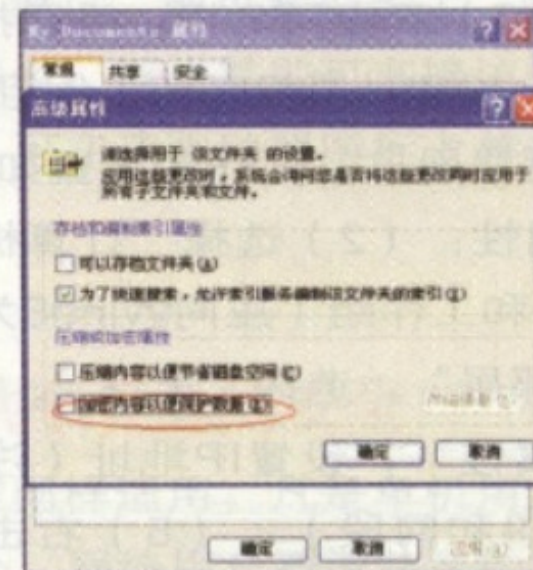 My Documents 属性
常规 共享 安全
高级属性
请选择用于 该文件夹 的设置。
应用这些更改时，系统会询问您是否将这些更改同时应用于
所有子文件夹和文件。
存档和编制索引属性
可以存档文件夹(A)
为了快速搜索，允许索引服务编制该文件夹的索引(I)
压缩或加密属性
压缩内容以便节省磁盘空间(C)
加密内容以便保护数据(E)
详细信息(D)
确定 取消
确定 取消 应用(A)